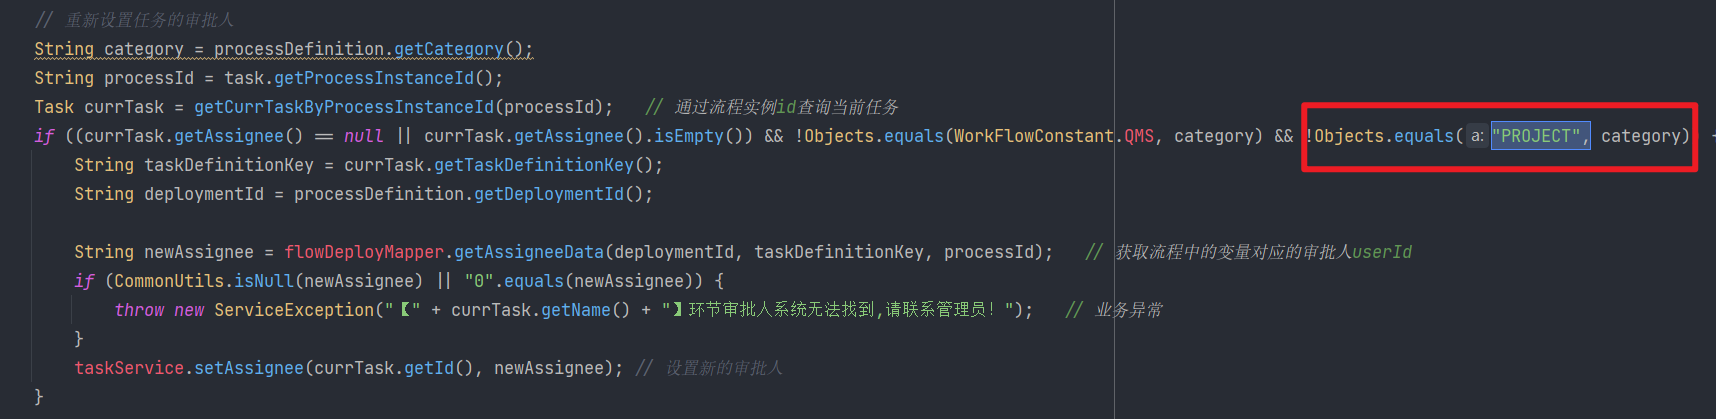 // 重新设置任务的审批人
String category = processDefinition.getCategory();
String processId = task.getProcessInstanceId();
Task currTask = getCurrTaskByProcessInstanceId(processId);   // 通过流程实例id查询当前任务
if ((currTask.getAssignee() == null || currTask.getAssignee().isEmpty()) && !Objects.equals(WorkFlowConstant.QMS, category) && !Objects.equals( a: "PROJECT", category) {
    String taskDefinitionKey = currTask.getTaskDefinitionKey();
    String deploymentId = processDefinition.getDeploymentId();
    String newAssignee = flowDeployMapper.getAssigneeData(deploymentId, taskDefinitionKey, processId);   // 获取流程中的变量对应的审批人userId
    if (CommonUtils.isNull(newAssignee) || "0".equals(newAssignee)) {
        throw new ServiceException("【" + currTask.getName() + "】环节审批人系统无法找到,请联系管理员!");   // 业务异常
    }
    taskService.setAssignee(currTask.getId(), newAssignee); // 设置新的审批人
}